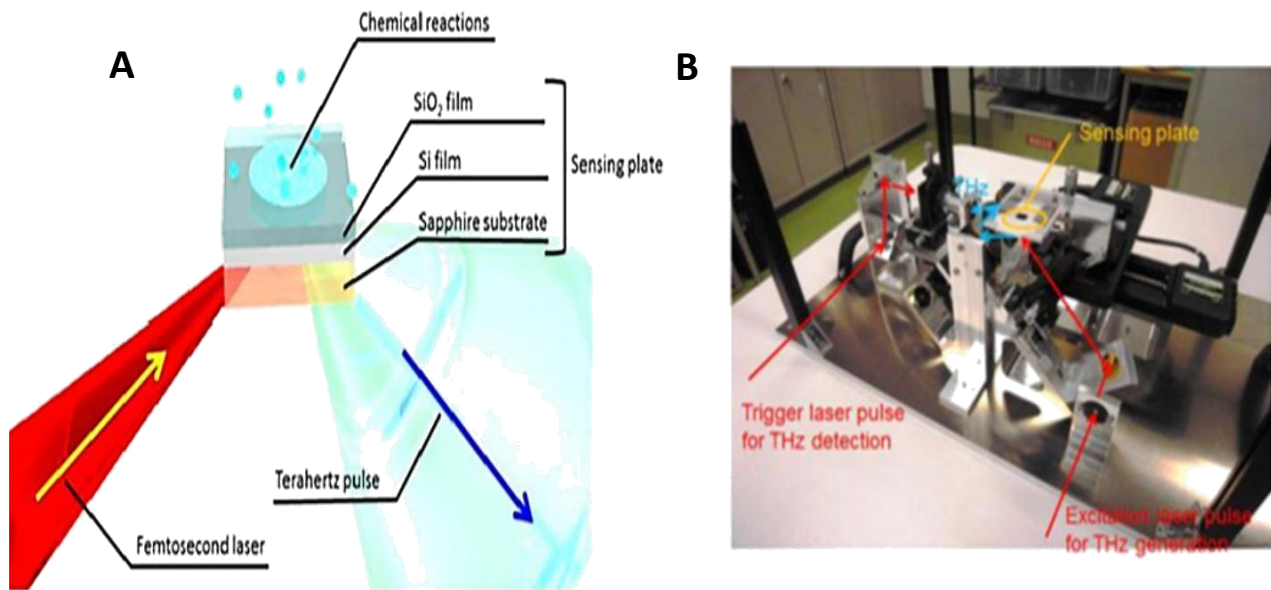 A
Chemical reactions
SiO₂ film
Si film
Sapphire substrate
Sensing plate
Terahertz pulse
Femtosecond laser
B
Sensing plate
THz
Trigger laser pulse
for THz detection
Excitation laser pulse
for THz generation